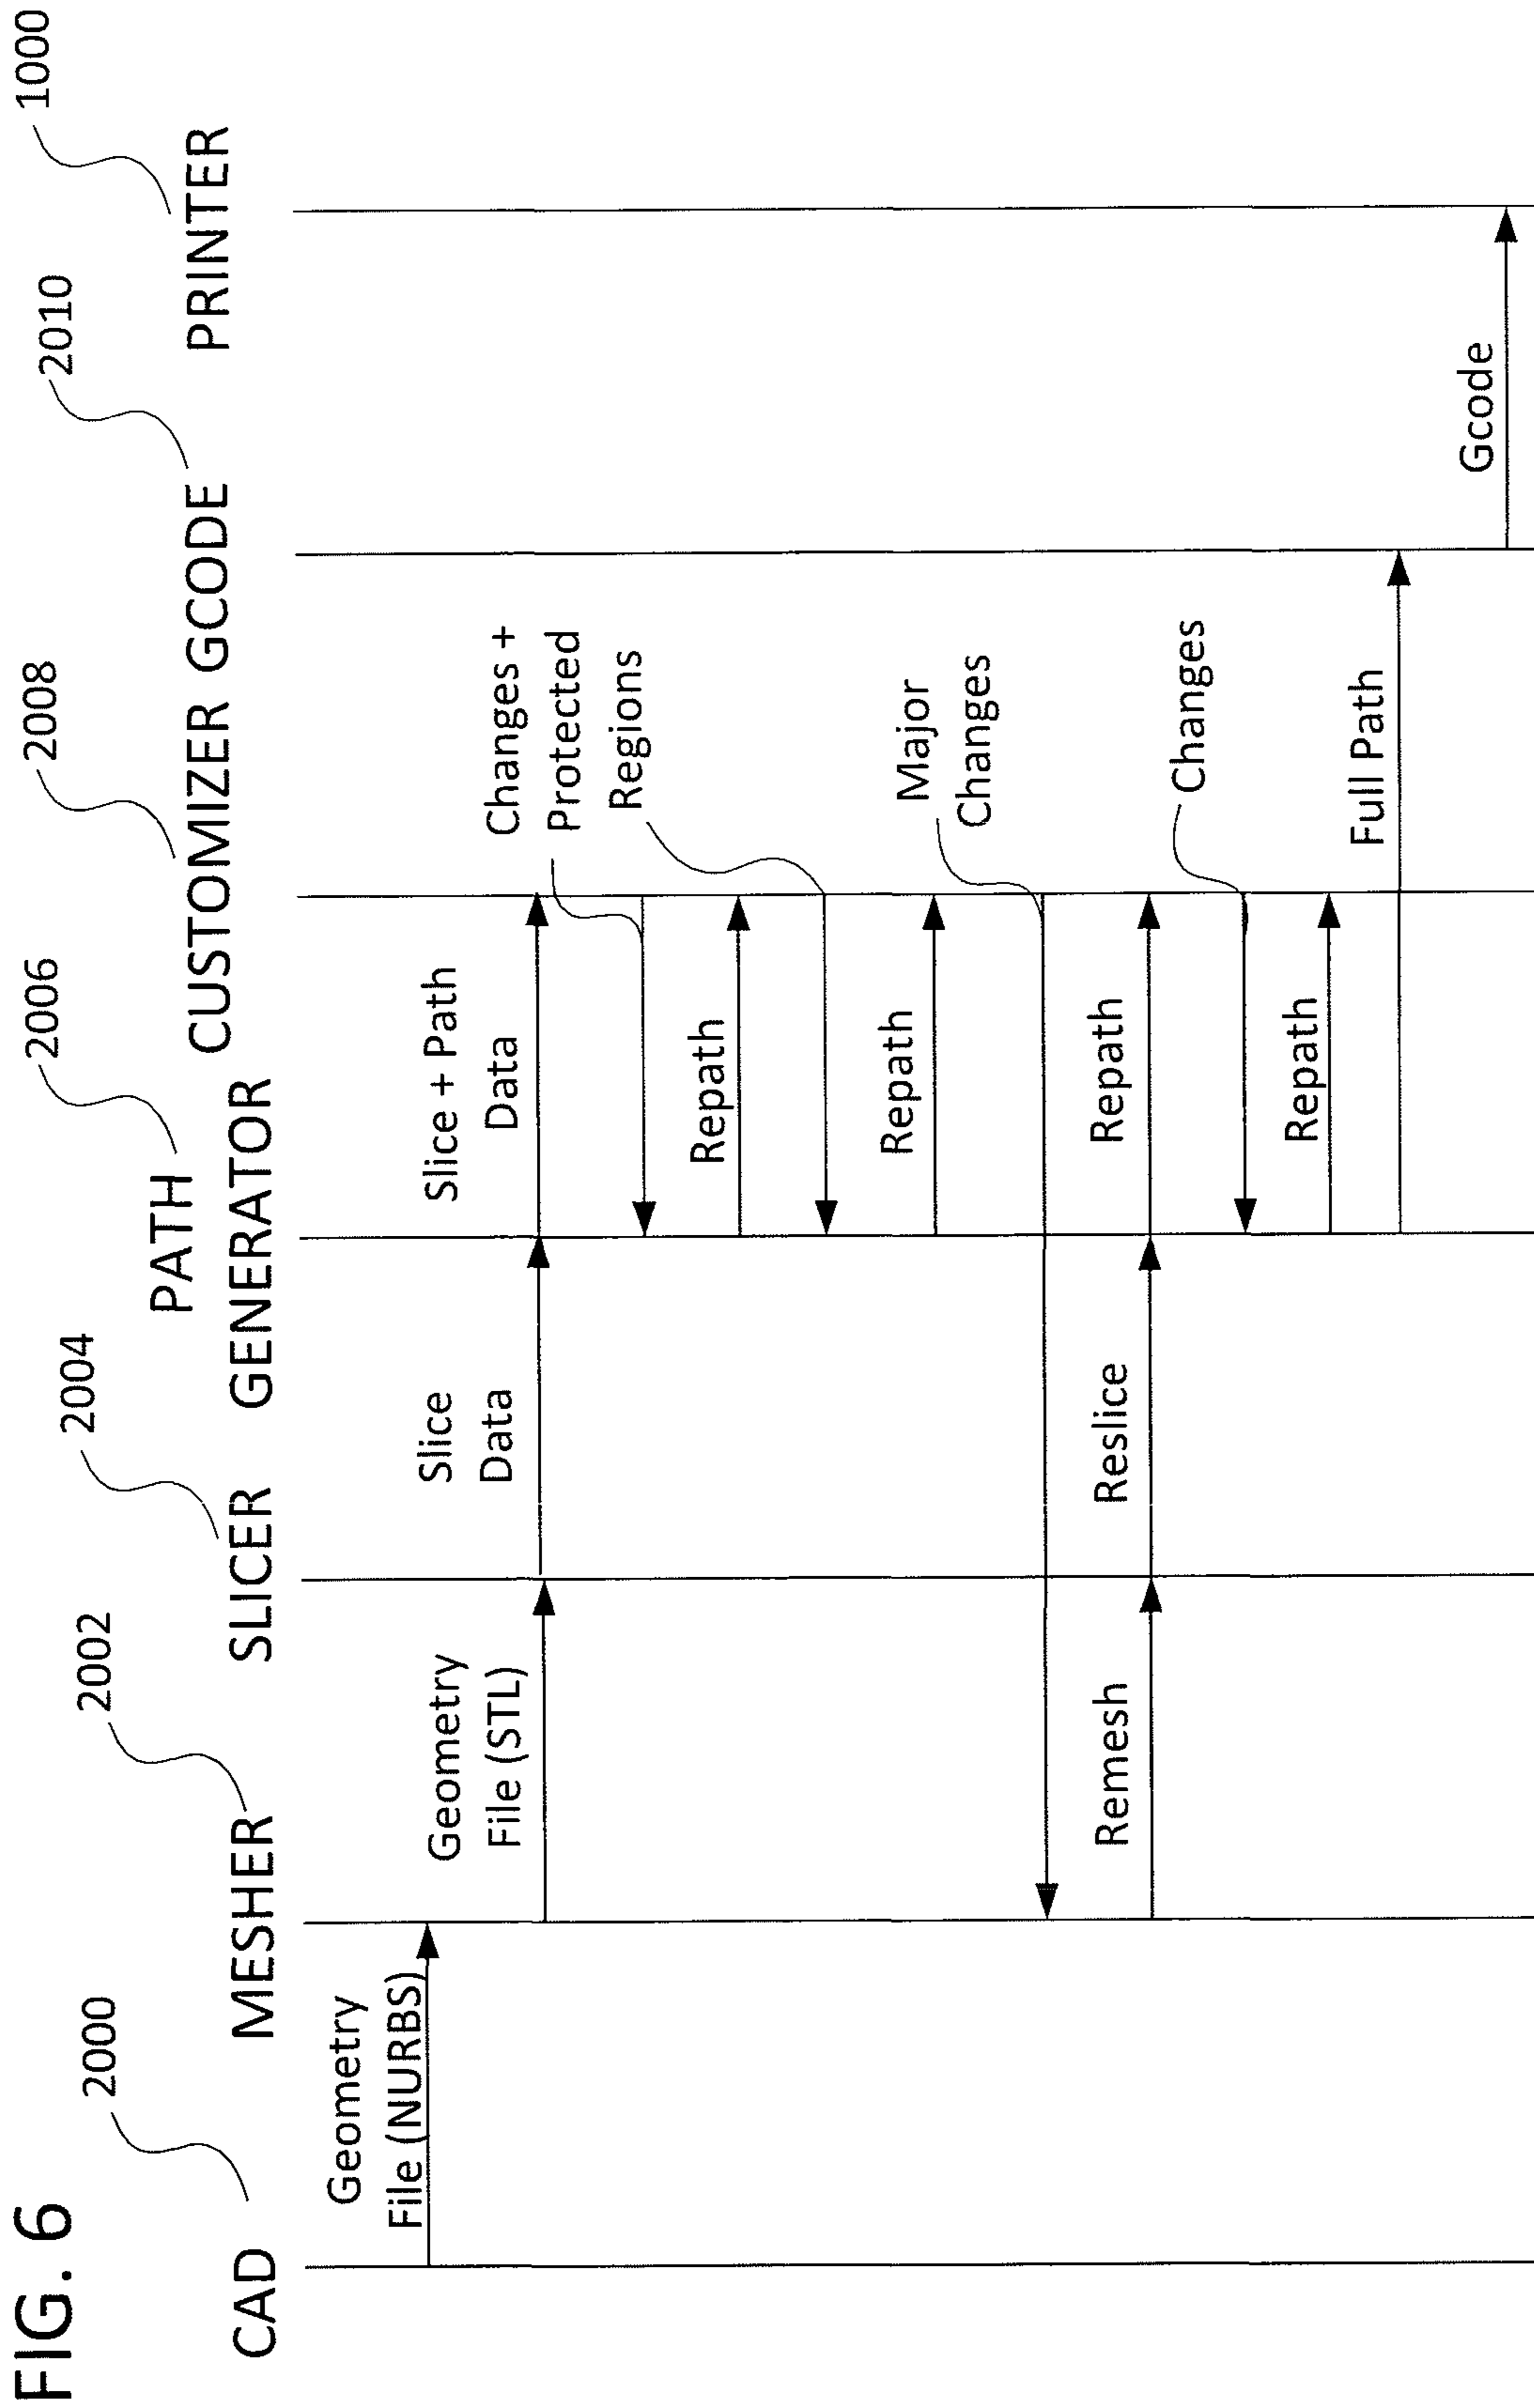 FIG. 6
CAD
2000
MESHER
2002
SLICER
2004
PATH
GENERATOR
2006
CUSTOMIZER
2008
GCODE
2010
PRINTER
1000
Geometry
File (NURBS)
Geometry
File (STL)
Slice
Data
Slice + Path
Data
Changes +
Protected
Regions
Repath
Repath
Major
Changes
Remesh
Reslice
Repath
Changes
Repath
Full Path
Gcode